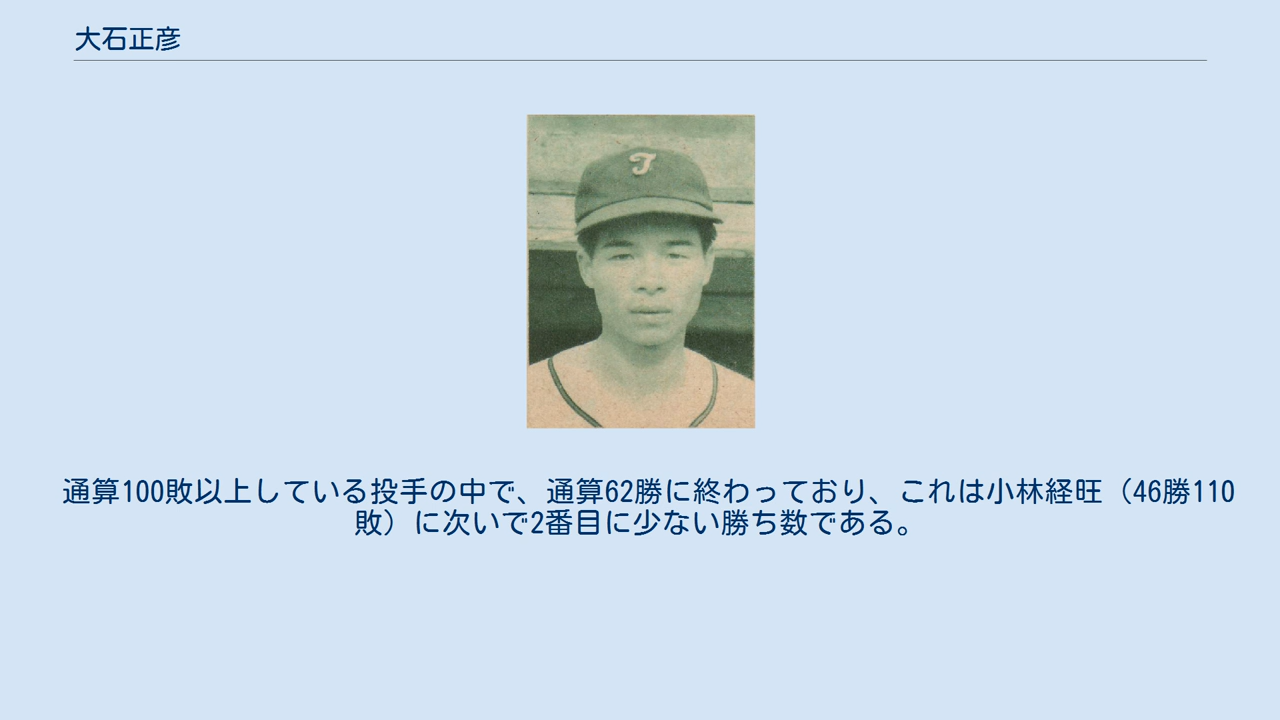 大石正彦
T
通算100敗以上している投手の中で、通算62勝に終わっており、これは小林経旺（46勝110
敗）に次いで2番目に少ない勝ち数である。